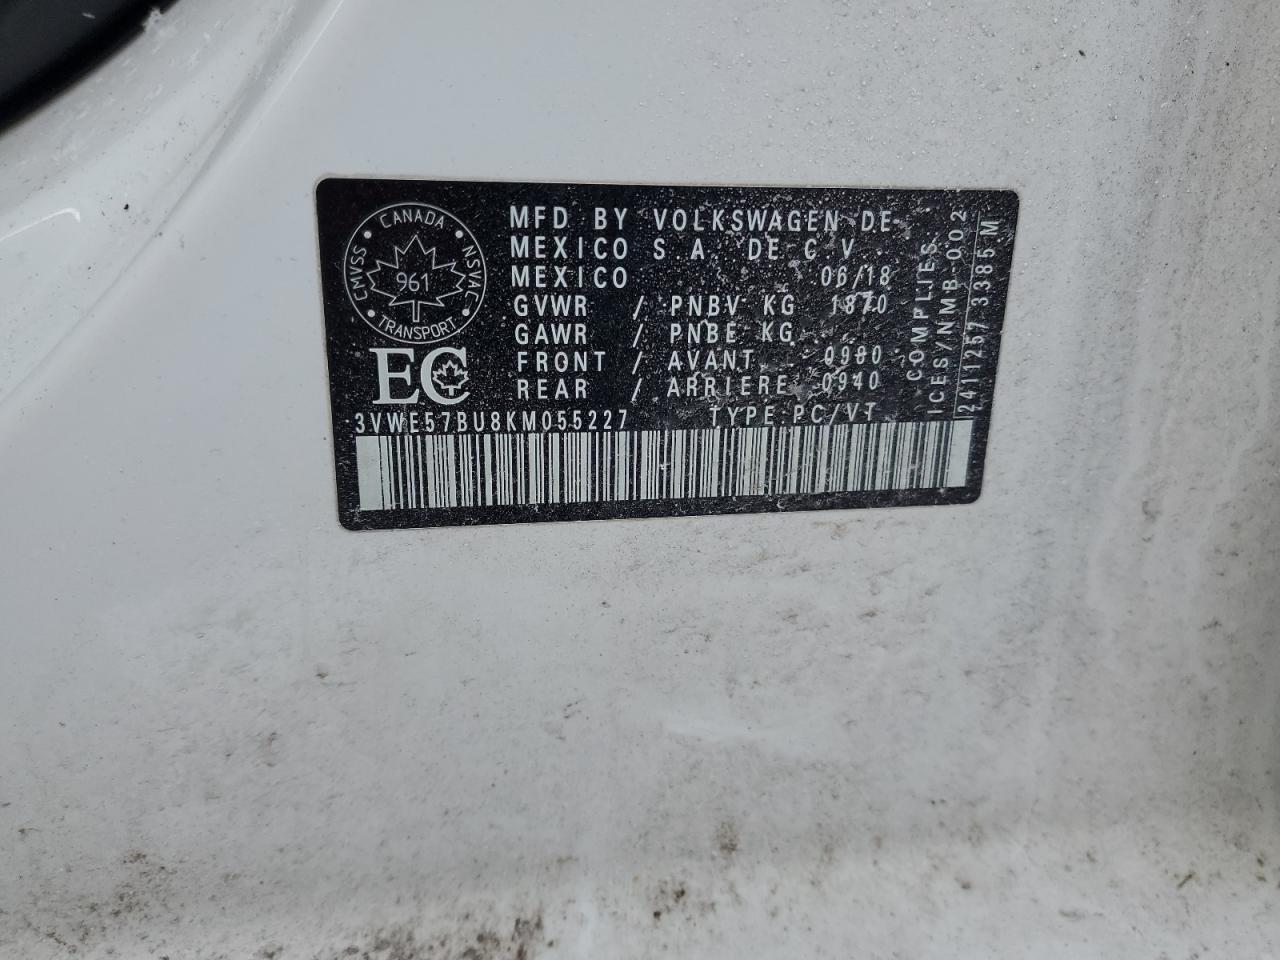 CANADA
CMVSS
NSVAC
961
TRANSPORT
EC
MFD BY VOLKSWAGEN DE
MEXICO S A DE C V
MEXICO 06/18
GVWR / PNBV KG 1870
GAWR / PNBE KG
FRONT / AVANT 0980
REAR / ARRIERE 0940
3VWE57BU8KM055227 TYPE PC/VT
COMPLIES
ICES/NMB-002
2411257 3385 M